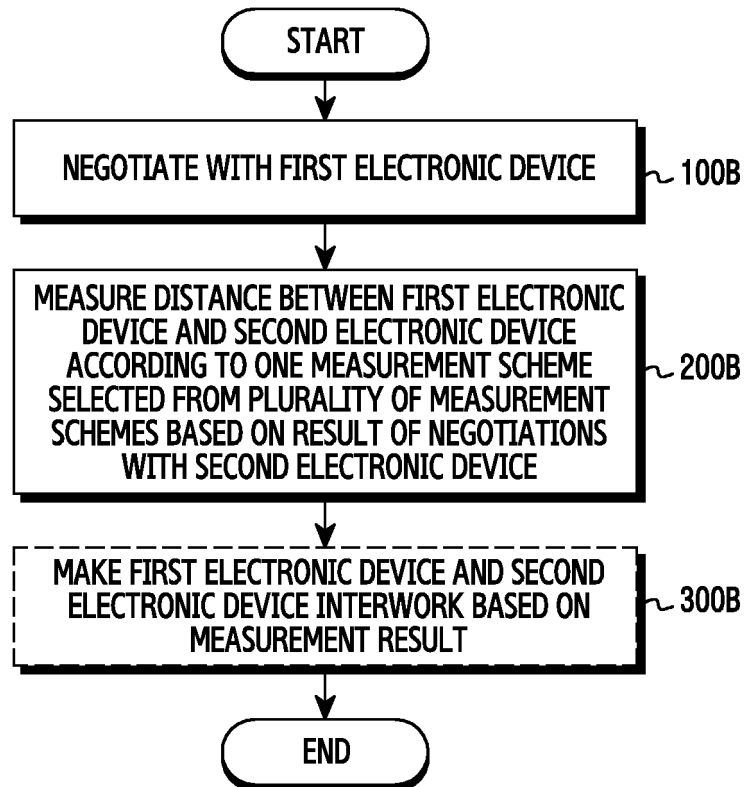 START
NEGOTIATE WITH FIRST ELECTRONIC DEVICE
100B
MEASURE DISTANCE BETWEEN FIRST ELECTRONIC
DEVICE AND SECOND ELECTRONIC DEVICE
ACCORDING TO ONE MEASUREMENT SCHEME
SELECTED FROM PLURALITY OF MEASUREMENT
SCHEMES BASED ON RESULT OF NEGOTIATIONS
WITH SECOND ELECTRONIC DEVICE
200B
MAKE FIRST ELECTRONIC DEVICE AND SECOND
ELECTRONIC DEVICE INTERWORK BASED ON
MEASUREMENT RESULT
300B
END